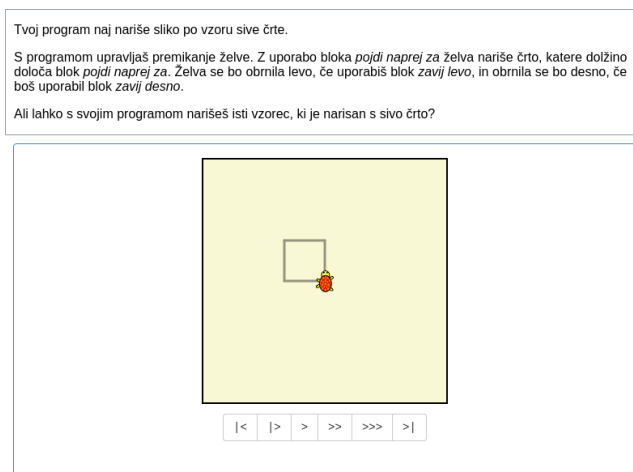 Tvoj program naj nariše sliko po vzoru sive črte.
S programom upravljaš premikanje želve. Z uporabo bloka pojdi naprej za želva nariše črto, katere dolžino
določa blok pojdi naprej za. Želva se bo obrnila levo, če uporabiš blok zavij levo, in obrnila se bo desno, če
boš uporabil blok zavij desno.
Ali lahko s svojim programom narišeš isti vzorec, ki je narisan s sivo črto?
|< |> > >> >>> >|